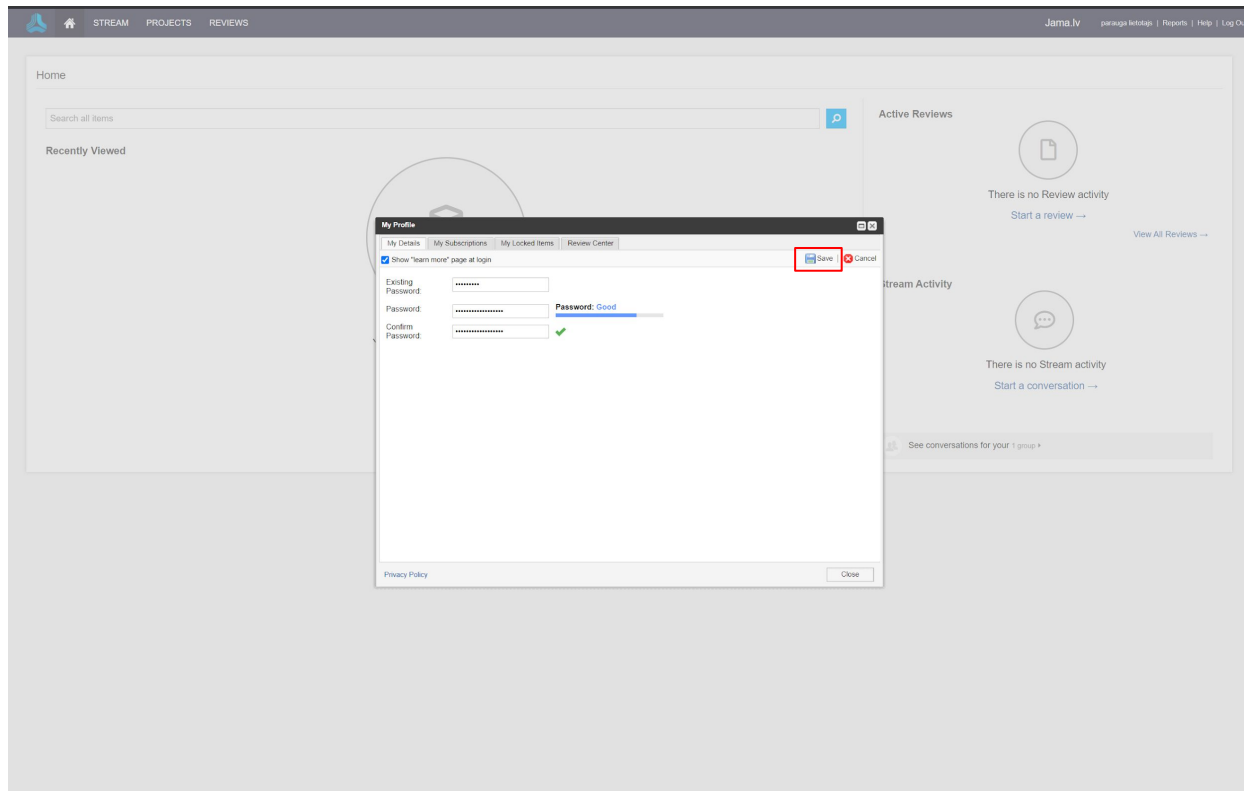 STREAM PROJECTS REVIEWS
Jama.lv parauga lietotajs | Reports | Help | Log Ou
Home
Search all items
Recently Viewed
Active Reviews
There is no Review activity
Start a review →
View All Reviews →
My Profile
My Details My Subscriptions My Locked Items Review Center
Show "learn more" page at login
Save | Cancel
Existing
Password:
Password:
Password: Good
Confirm
Password:
Stream Activity
There is no Stream activity
Start a conversation →
See conversations for your 1 group
Privacy Policy
Close